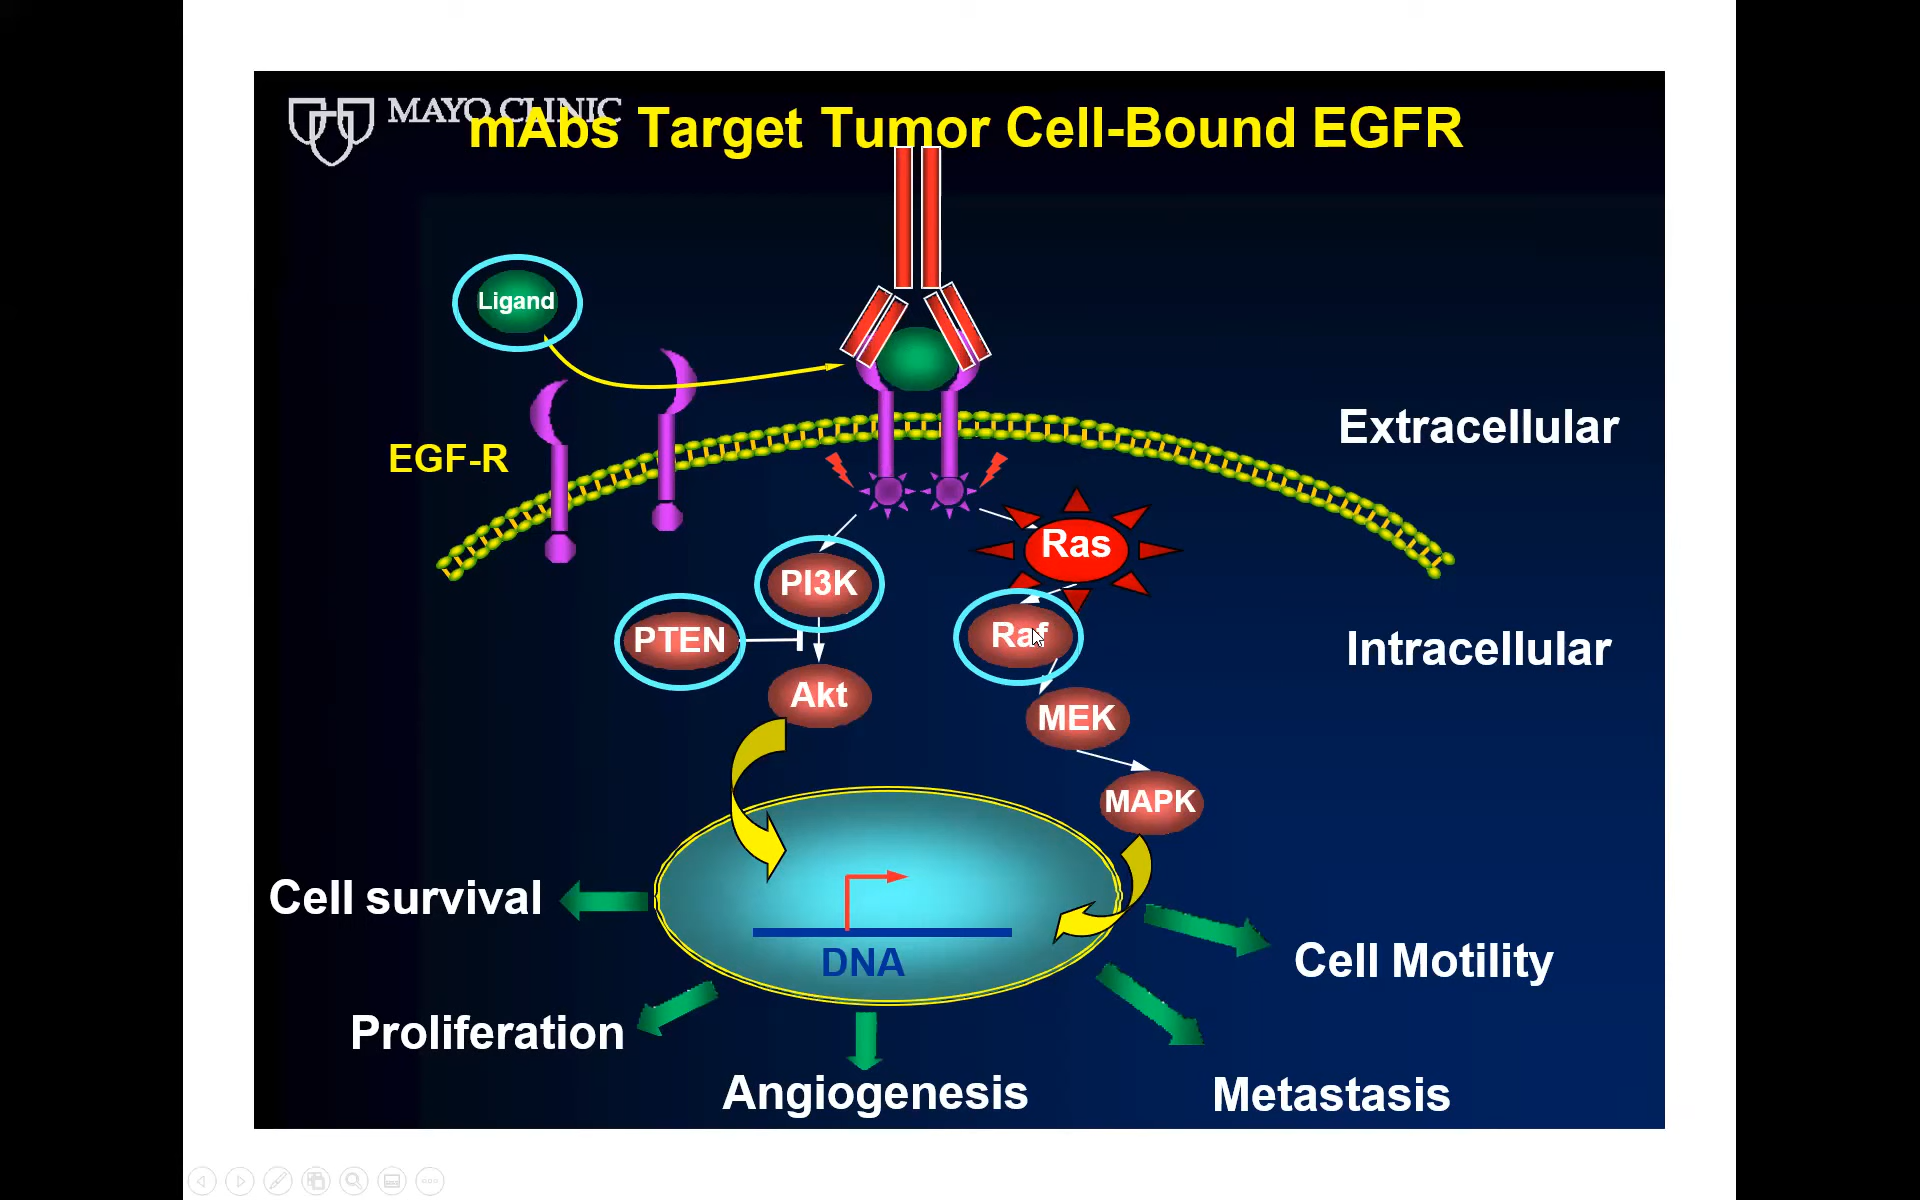 MAYO CLINIC
mAbs Target Tumor Cell-Bound EGFR
Ligand
EGF-R
Extracellular
Ras
PI3K
PTEN
Raf
Intracellular
Akt
MEK
MAPK
Cell survival
DNA
Cell Motility
Proliferation
Angiogenesis
Metastasis